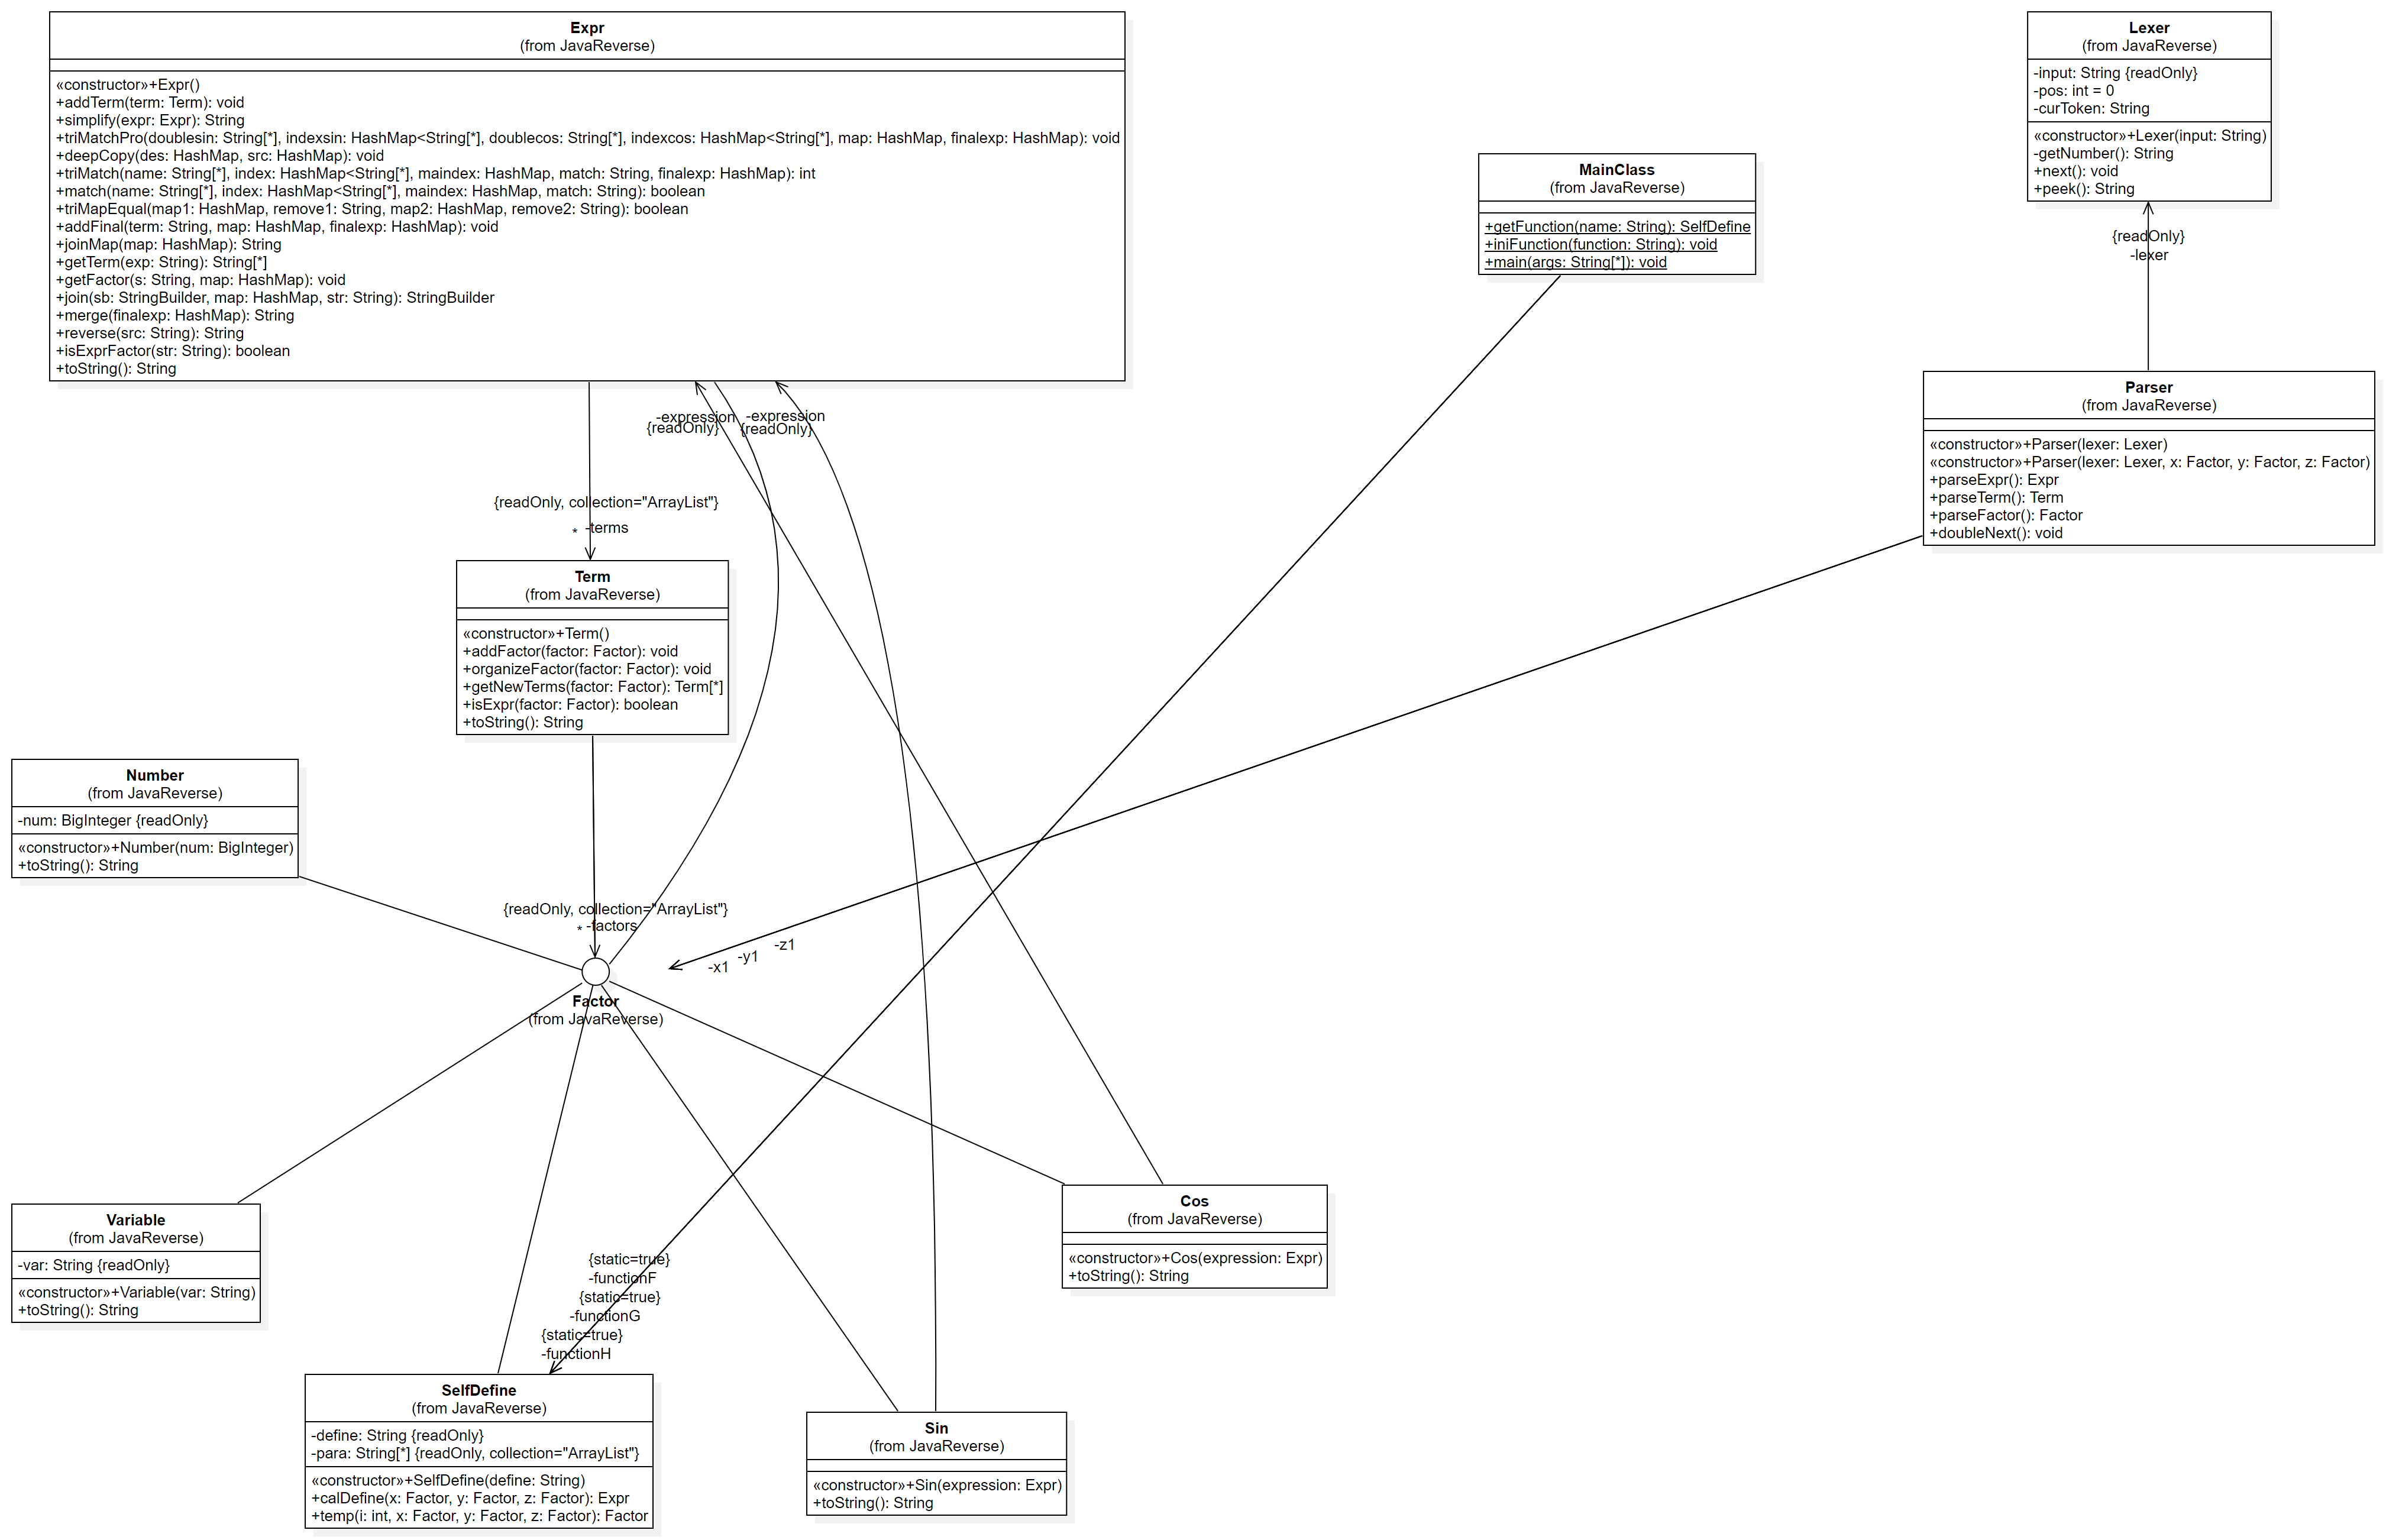 Expr
(from JavaReverse)
«constructor»+Expr()
+addTerm(term: Term): void
+simplify(expr: Expr): String
+triMatchPro(doublesin: String[*], indexsin: HashMap<String[*], doublecos: String[*], indexcos: HashMap<String[*], map: HashMap, finalexp: HashMap): void
+deepCopy(des: HashMap, src: HashMap): void
+triMatch(name: String[*], index: HashMap<String[*], maindex: HashMap, match: String, finalexp: HashMap): int
+match(name: String[*], index: HashMap<String[*], maindex: HashMap, match: String): boolean
+triMapEqual(map1: HashMap, remove1: String, map2: HashMap, remove2: String): boolean
+addFinal(term: String, map: HashMap, finalexp: HashMap): void
+joinMap(map: HashMap): String
+getTerm(exp: String): String[*]
+getFactor(s: String, map: HashMap): void
+join(sb: StringBuilder, map: HashMap, str: String): StringBuilder
+merge(finalexp: HashMap): String
+reverse(src: String): String
+isExprFactor(str: String): boolean
+toString(): String
Lexer
(from JavaReverse)
-input: String {readOnly}
-pos: int = 0
-curToken: String
«constructor»+Lexer(input: String)
-getNumber(): String
+next(): void
+peek(): String
MainClass
(from JavaReverse)
+getFunction(name: String): SelfDefine
+iniFunction(function: String): void
+main(args: String[*]): void
{readOnly}
-lexer
Parser
(from JavaReverse)
«constructor»+Parser(lexer: Lexer)
«constructor»+Parser(lexer: Lexer, x: Factor, y: Factor, z: Factor)
+parseExpr(): Expr
+parseTerm(): Term
+parseFactor(): Factor
+doubleNext(): void
-expression
{readOnly}
-expression
{readOnly}
{readOnly, collection="ArrayList"}
* -terms
Term
(from JavaReverse)
«constructor»+Term()
+addFactor(factor: Factor): void
+organizeFactor(factor: Factor): void
+getNewTerms(factor: Factor): Term[*]
+isExpr(factor: Factor): boolean
+toString(): String
Number
(from JavaReverse)
-num: BigInteger {readOnly}
«constructor»+Number(num: BigInteger)
+toString(): String
{readOnly, collection="ArrayList"}
* -factors
-z1
-y1
-x1
Factor
(from JavaReverse)
Variable
(from JavaReverse)
-var: String {readOnly}
«constructor»+Variable(var: String)
+toString(): String
Cos
(from JavaReverse)
«constructor»+Cos(expression: Expr)
+toString(): String
{static=true}
-functionF
{static=true}
-functionG
{static=true}
-functionH
SelfDefine
(from JavaReverse)
-define: String {readOnly}
-para: String[*] {readOnly, collection="ArrayList"}
«constructor»+SelfDefine(define: String)
+calDefine(x: Factor, y: Factor, z: Factor): Expr
+temp(i: int, x: Factor, y: Factor, z: Factor): Factor
Sin
(from JavaReverse)
«constructor»+Sin(expression: Expr)
+toString(): String